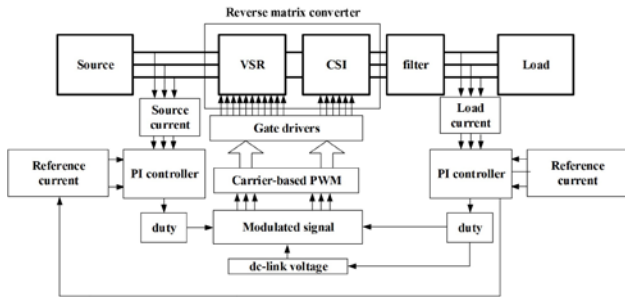 Reverse matrix converter
Source
VSR
CSI
filter
Load
Source
current
Load
current
Gate drivers
Reference
current
PI controller
Carrier-based PWM
PI controller
Reference
current
duty
Modulated signal
duty
dc-link voltage